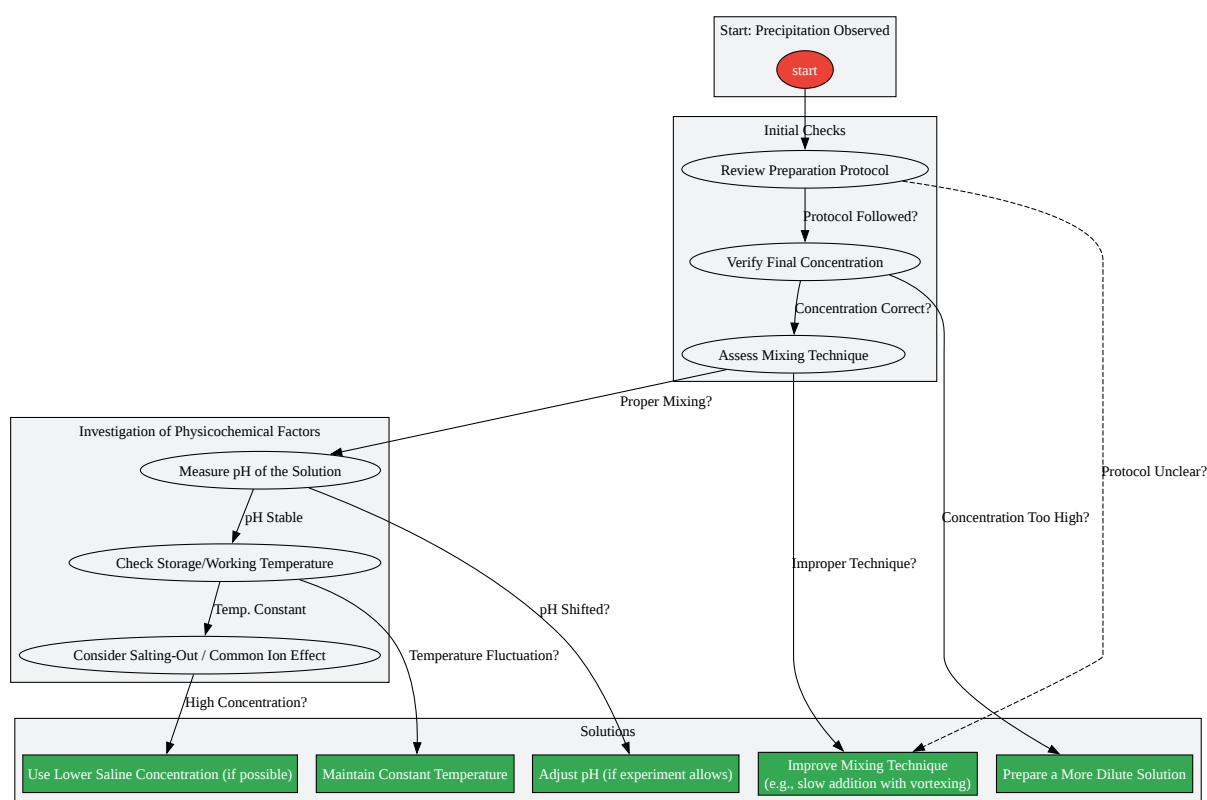 Start: Precipitation Observed
start
Initial Checks
Review Preparation Protocol
Protocol Followed?
Verify Final Concentration
Concentration Correct?
Assess Mixing Technique
Proper Mixing?
Investigation of Physicochemical Factors
Measure pH of the Solution
Protocol Unclear?
pH Stable
Concentration Too High?
Check Storage/Working Temperature
Improper Technique?
Temp. Constant
pH Shifted?
Consider Salting-Out / Common Ion Effect
Temperature Fluctuation?
High Concentration?
Solutions
Use Lower Saline Concentration (if possible)
Maintain Constant Temperature
Adjust pH (if experiment allows)
Improve Mixing Technique
(e.g., slow addition with vortexing)
Prepare a More Dilute Solution